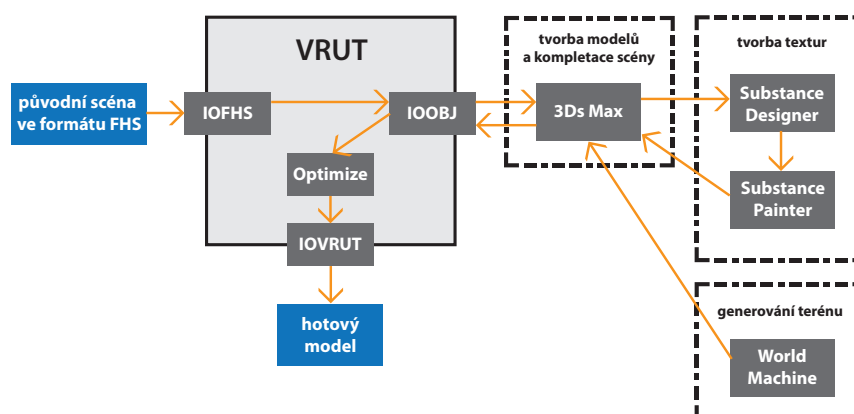 VRUT
tvorba modelů
a kompletace scény
tvorba textur
původní scéna
ve formátu FHS
IOFHS
IOOBJ
3Ds Max
Substance
Designer
Optimize
Substance
Painter
IOVRUT
hotový
model
generování terénu
World
Machine